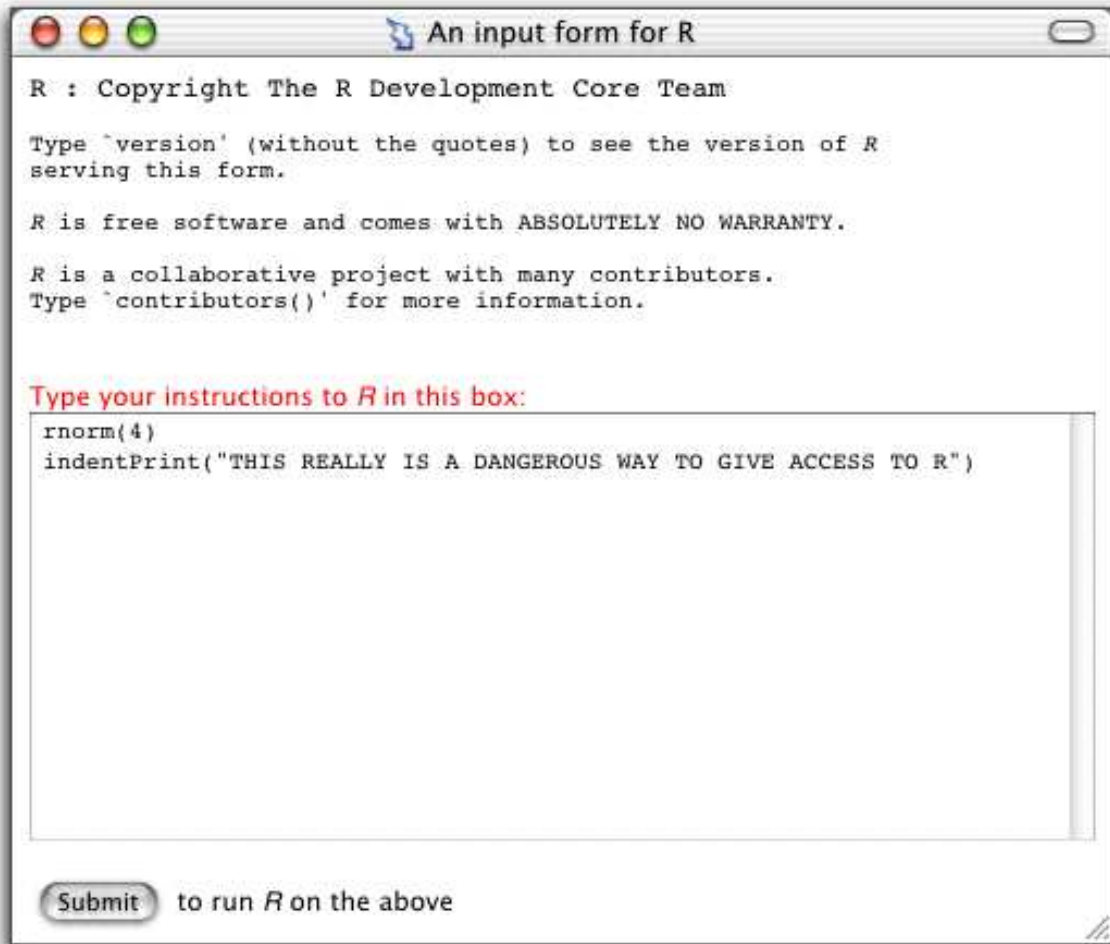 An input form for R
R : Copyright The R Development Core Team
Type `version' (without the quotes) to see the version of R
serving this form.
R is free software and comes with ABSOLUTELY NO WARRANTY.
R is a collaborative project with many contributors.
Type `contributors()' for more information.
Type your instructions to R in this box:
rnorm(4)
indentPrint("THIS REALLY IS A DANGEROUS WAY TO GIVE ACCESS TO R")
Submit to run R on the above